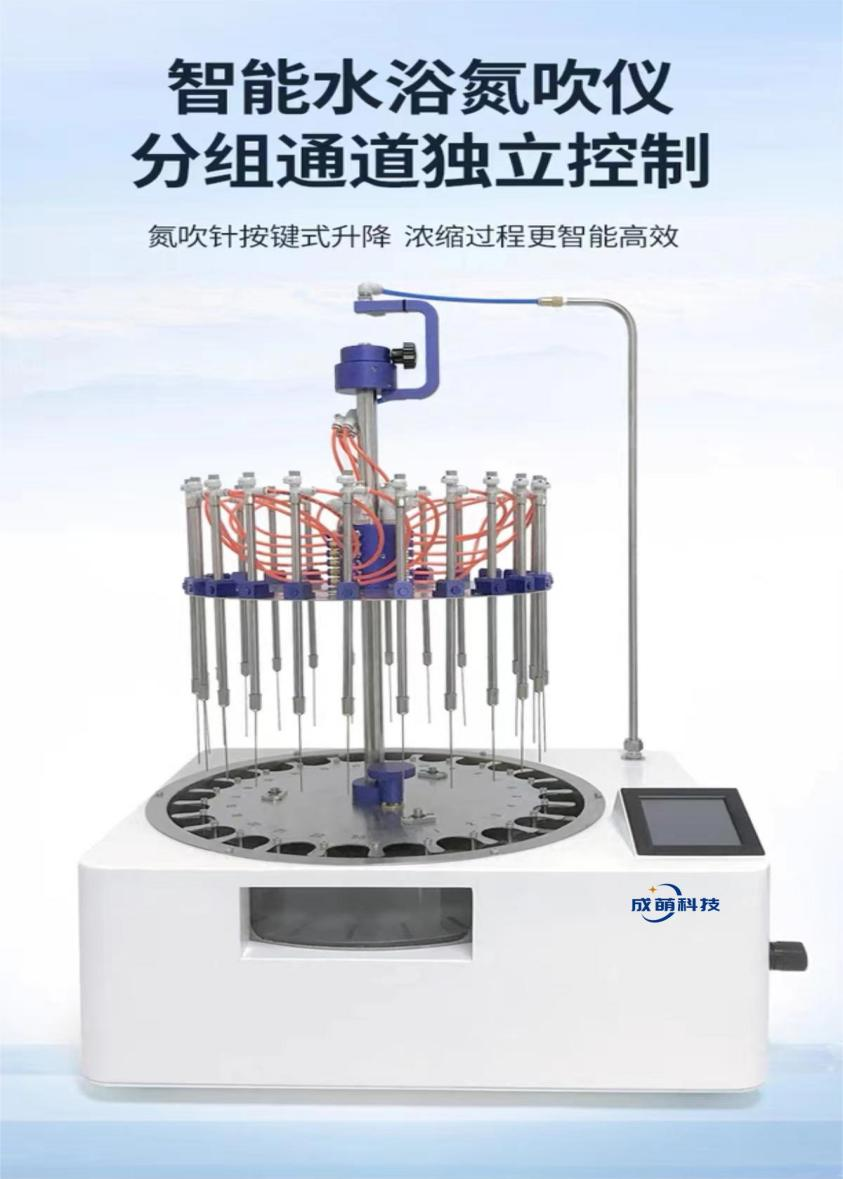 智能水浴氮吹仪
分组通道独立控制
氮吹针按键式升降 浓缩过程更智能高效
成萌科技